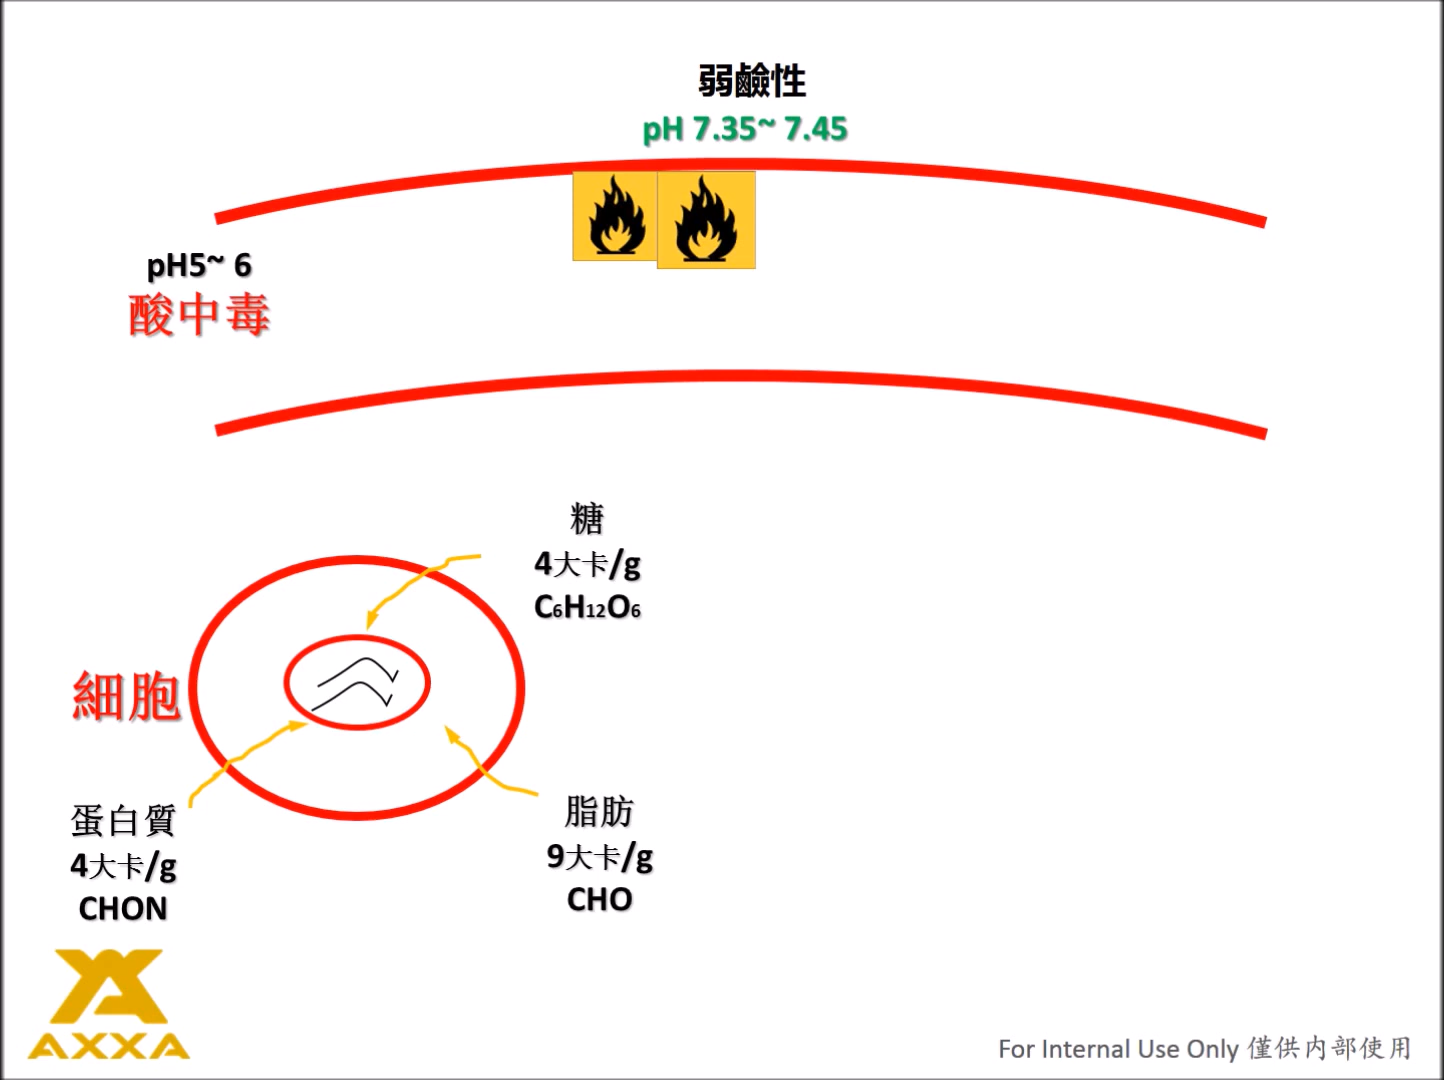 弱鹼性
pH 7.35~ 7.45
pH5~ 6
酸中毒
糖
4大卡/g
C₆H₁₂O₆
細胞
蛋白質
4大卡/g
CHON
脂肪
9大卡/g
CHO
AXXA
For Internal Use Only 僅供内部使用